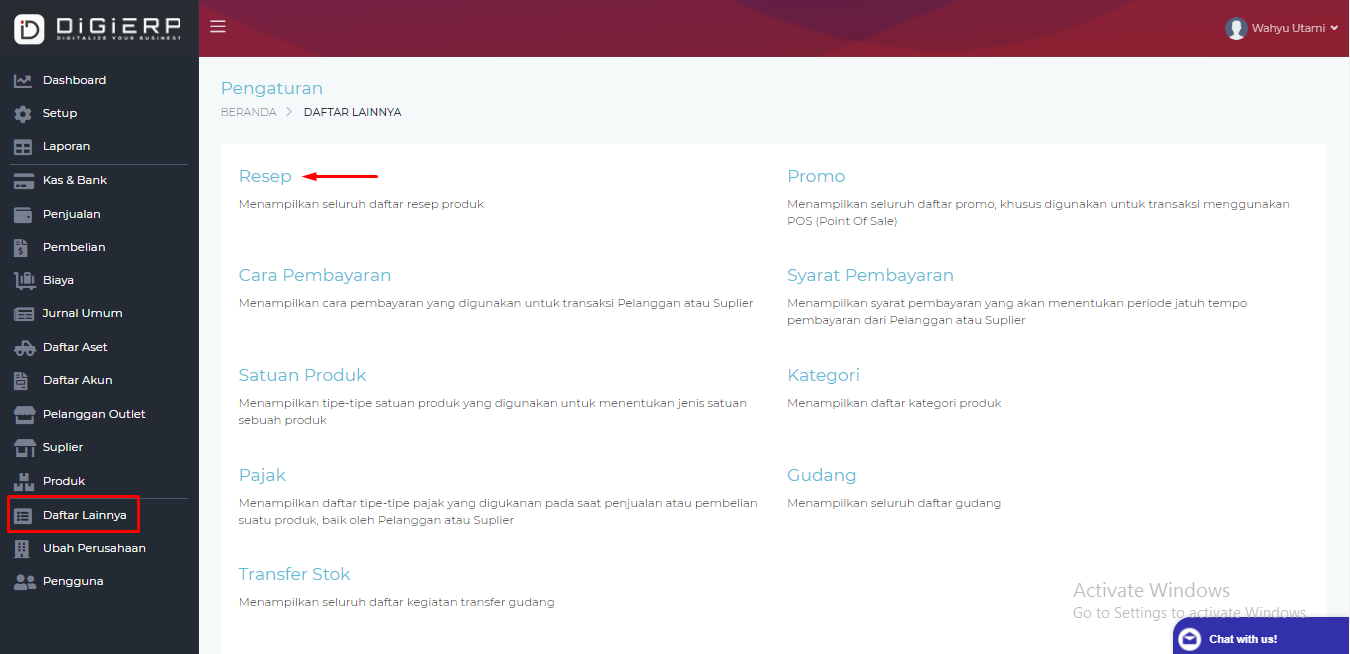 DiGiERP
DIGITALIZE YOUR BUSINESS
Wahyu Utami
Dashboard
Setup
Laporan
Kas & Bank
Penjualan
Pembelian
Biaya
Jurnal Umum
Daftar Aset
Daftar Akun
Pelanggan Outlet
Suplier
Produk
Daftar Lainnya
Ubah Perusahaan
Pengguna
Pengaturan
BERANDA > DAFTAR LAINNYA
Resep
Menampilkan seluruh daftar resep produk
Promo
Menampilkan seluruh daftar promo, khusus digunakan untuk transaksi menggunakan
POS (Point Of Sale)
Cara Pembayaran
Menampilkan cara pembayaran yang digunakan untuk transaksi Pelanggan atau Suplier
Syarat Pembayaran
Menampilkan syarat pembayaran yang akan menentukan periode jatuh tempo
pembayaran dari Pelanggan atau Suplier
Satuan Produk
Menampilkan tipe-tipe satuan produk yang digunakan untuk menentukan jenis satuan
sebuah produk
Kategori
Menampilkan daftar kategori produk
Pajak
Menampilkan daftar tipe-tipe pajak yang digukanan pada saat penjualan atau pembelian
suatu produk, baik oleh Pelanggan atau Suplier
Gudang
Menampilkan seluruh daftar gudang
Transfer Stok
Menampilkan seluruh daftar kegiatan transfer gudang
Activate Windows
Go to Settings to activate Windows.
Chat with us!